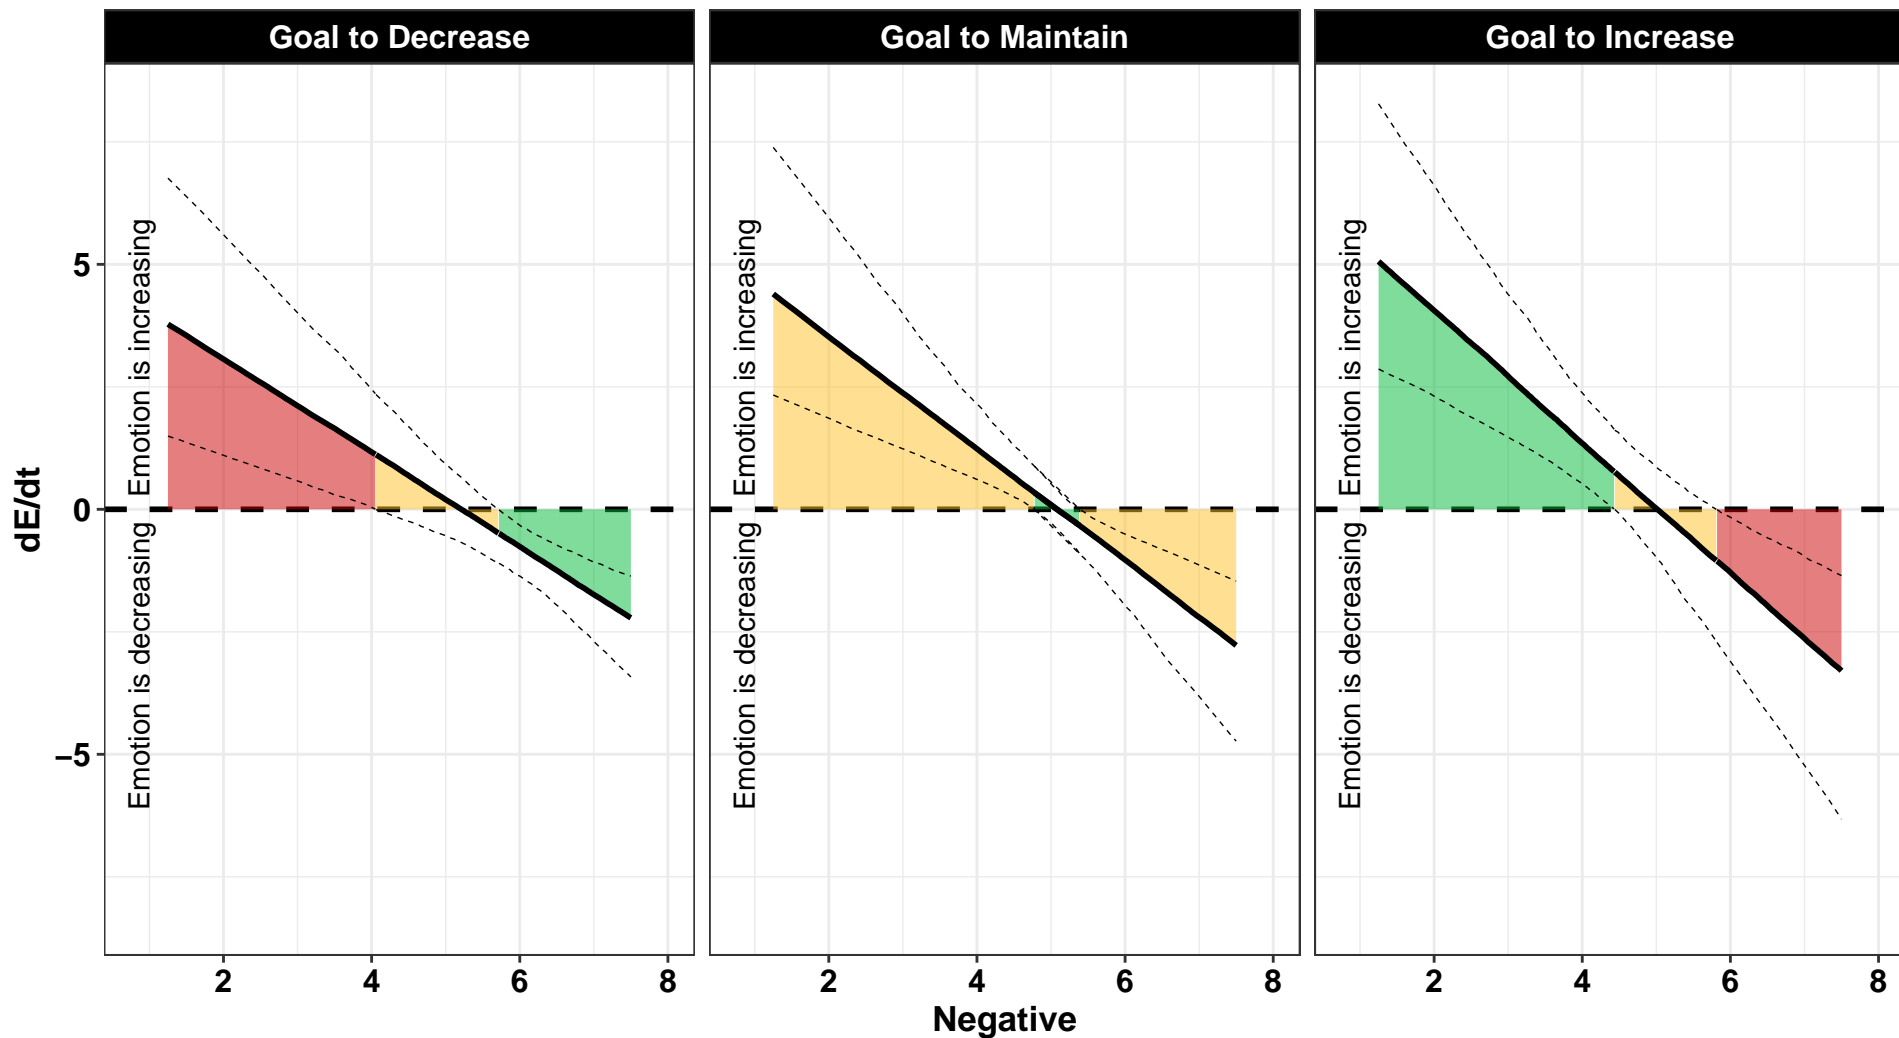 Goal to Decrease
Goal to Maintain
Goal to Increase
dE/dt
5
0
−5
Emotion is increasing
Emotion is decreasing
Emotion is increasing
Emotion is decreasing
Emotion is increasing
Emotion is decreasing
2 4 6 8
2 4 6 8
2 4 6 8
Negative